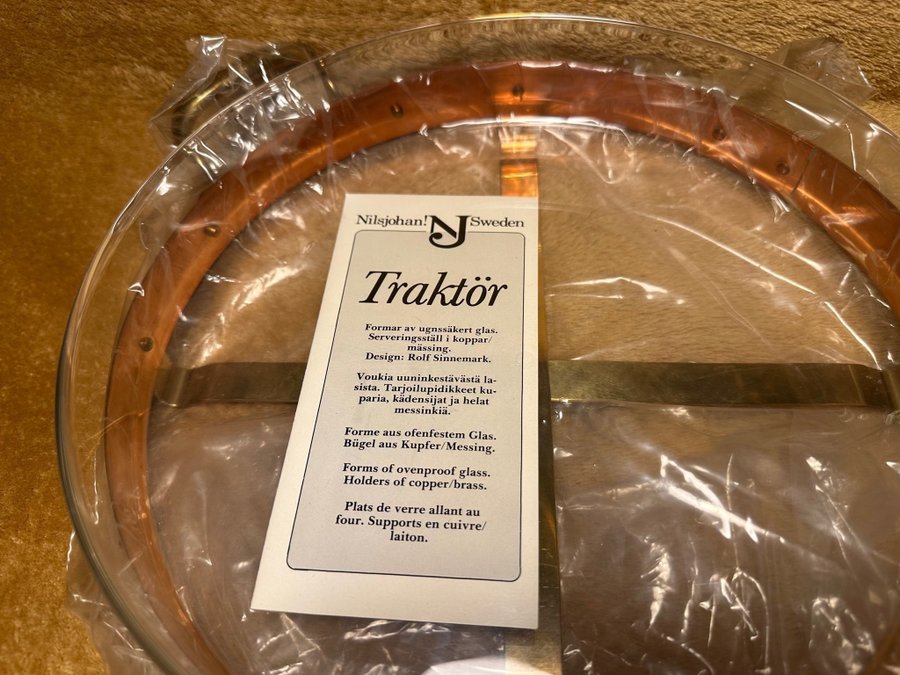 Nilsjohan! NJ Sweden
Traktör
Formar av ugnssäkert glas.
Serveringsställ i koppar/
mässing.
Design: Rolf Sinnemark.
Voukia uuninkestävästä la-
sista. Tarjoilupidikkeet ku-
paria, kädensijat ja helat
messinkiä.
Forme aus ofenfestem Glas.
Bügel aus Kupfer/Messing.
Forms of ovenproof glass.
Holders of copper/brass.
Plats de verre allant au
four. Supports en cuivre/
laiton.